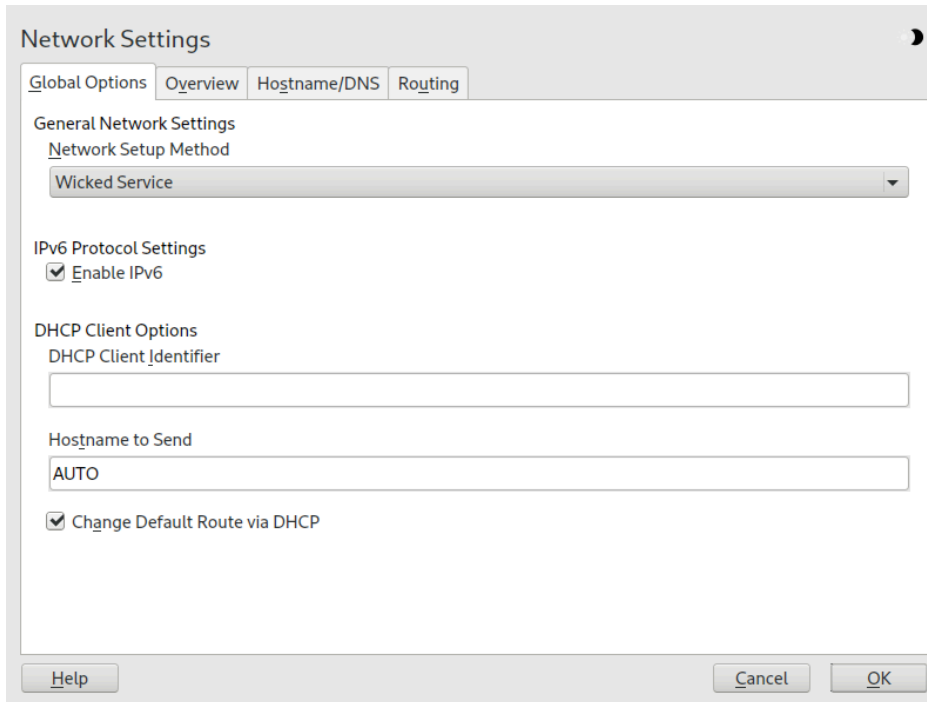 Network Settings
Global Options Overview Hostname/DNS Routing
General Network Settings
Network Setup Method
Wicked Service
IPv6 Protocol Settings
Enable IPv6
DHCP Client Options
DHCP Client Identifier
Hostname to Send
AUTO
Change Default Route via DHCP
Help Cancel OK